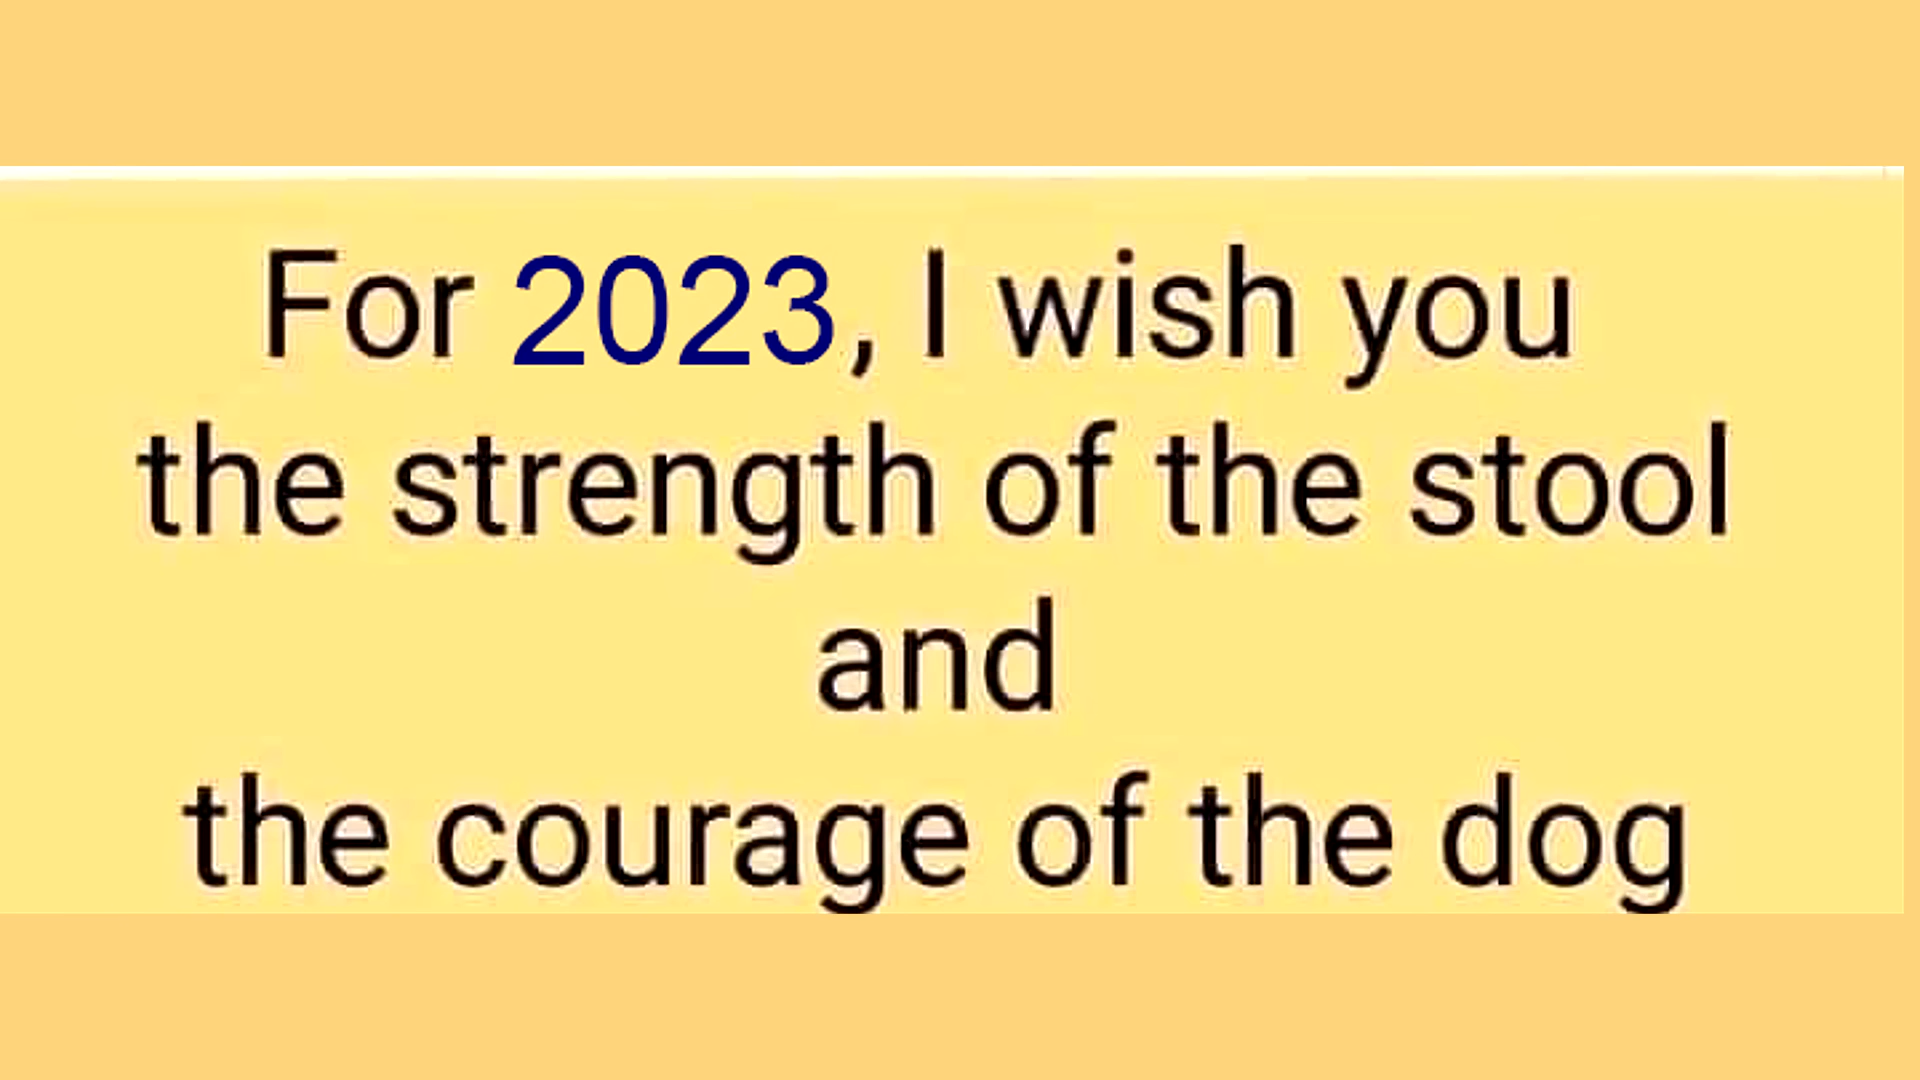 For 2023, I wish you
the strength of the stool
and
the courage of the dog